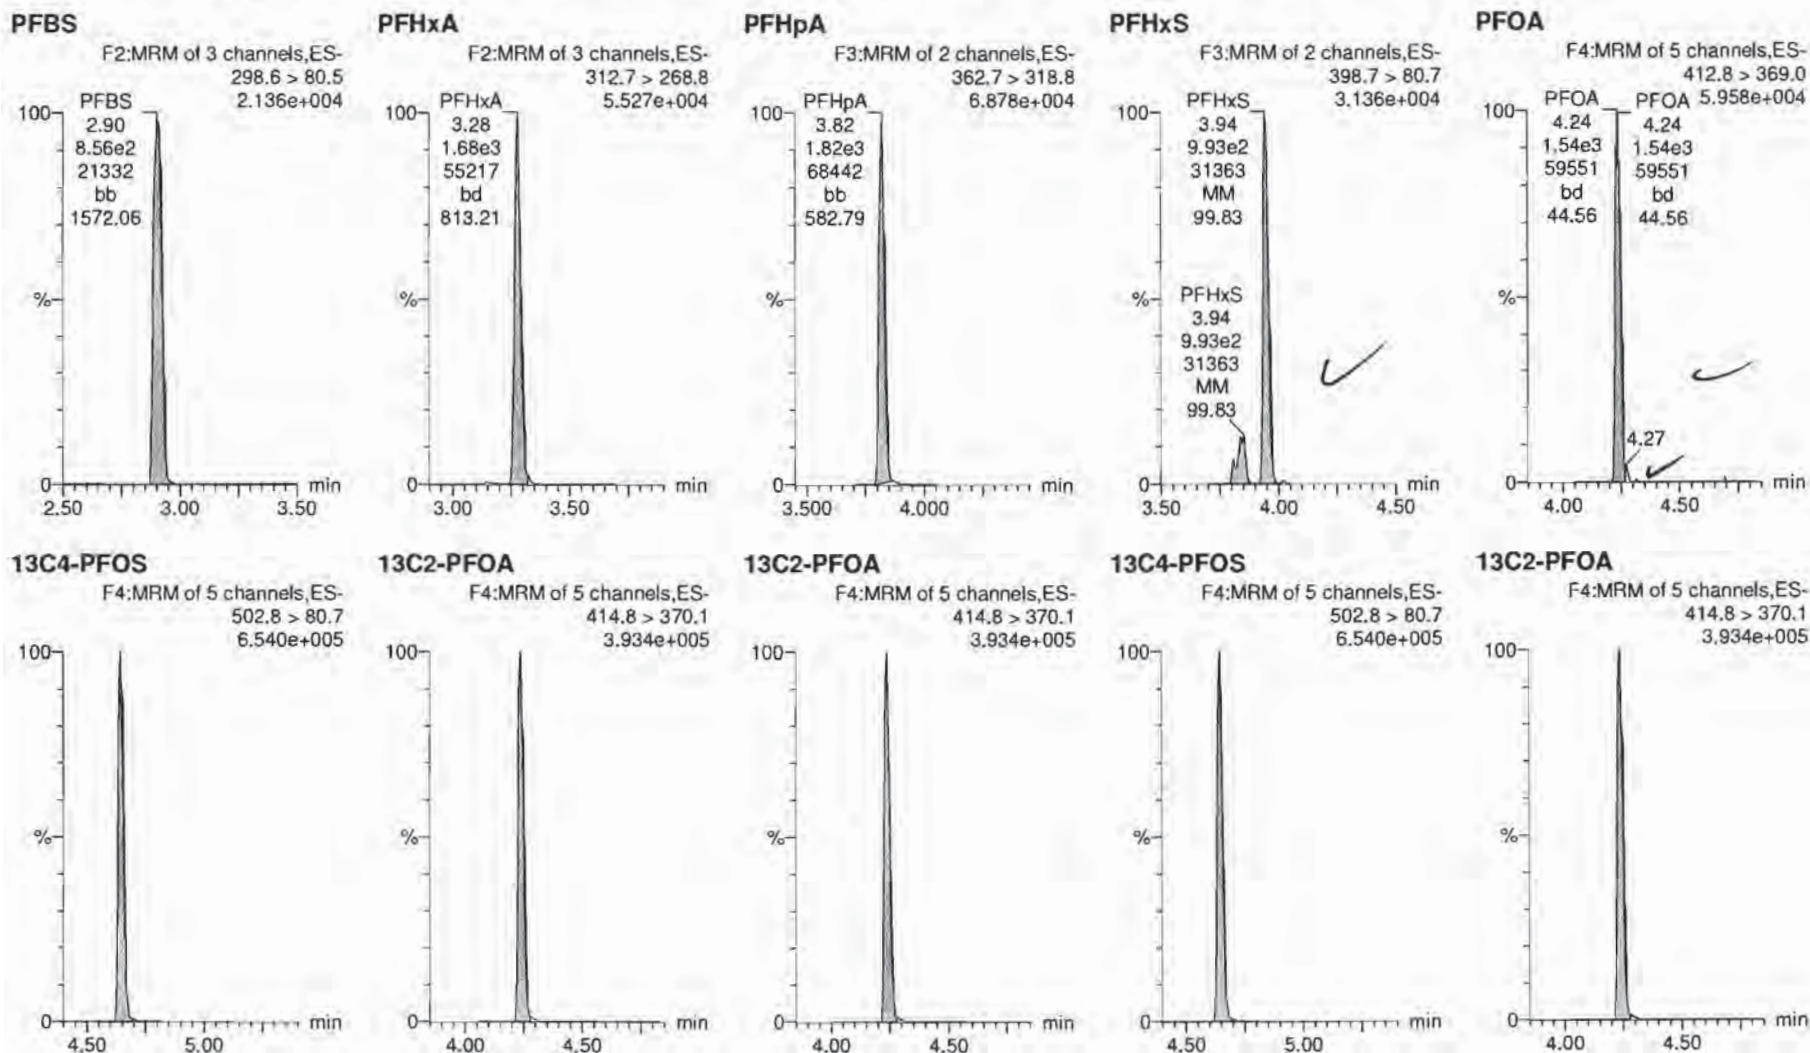 PFBS
F2:MRM of 3 channels,ES-
298.6 > 80.5
2.136e+004
100
PFBS
2.90
8.56e2
21332
bb
1572.06
%
0
min
2.50 3.00 3.50
PFHxA
F2:MRM of 3 channels,ES-
312.7 > 268.8
5.527e+004
100
PFHxA
3.28
1.68e3
55217
bd
813.21
%
0
min
3.00 3.50
PFHpA
F3:MRM of 2 channels,ES-
362.7 > 318.8
6.878e+004
100
PFHpA
3.82
1.82e3
68442
bb
582.79
%
0
min
3.500 4.000
PFHxS
F3:MRM of 2 channels,ES-
398.7 > 80.7
3.136e+004
100
PFHxS
3.94
9.93e2
31363
MM
99.83
%
PFHxS
3.94
9.93e2
31363
MM
99.83
0
min
3.50 4.00 4.50
PFOA
F4:MRM of 5 channels,ES-
412.8 > 369.0
5.958e+004
100
PFOA
4.24
1.54e3
59551
bd
44.56
PFOA
4.24
1.54e3
59551
bd
44.56
%
4.27
0
min
4.00 4.50
13C4-PFOS
F4:MRM of 5 channels,ES-
502.8 > 80.7
6.540e+005
100
%
0
min
4.50 5.00
13C2-PFOA
F4:MRM of 5 channels,ES-
414.8 > 370.1
3.934e+005
100
%
0
min
4.00 4.50
13C2-PFOA
F4:MRM of 5 channels,ES-
414.8 > 370.1
3.934e+005
100
%
0
min
4.00 4.50
13C4-PFOS
F4:MRM of 5 channels,ES-
502.8 > 80.7
6.540e+005
100
%
0
min
4.50 5.00
13C2-PFOA
F4:MRM of 5 channels,ES-
414.8 > 370.1
3.934e+005
100
%
0
min
4.00 4.50